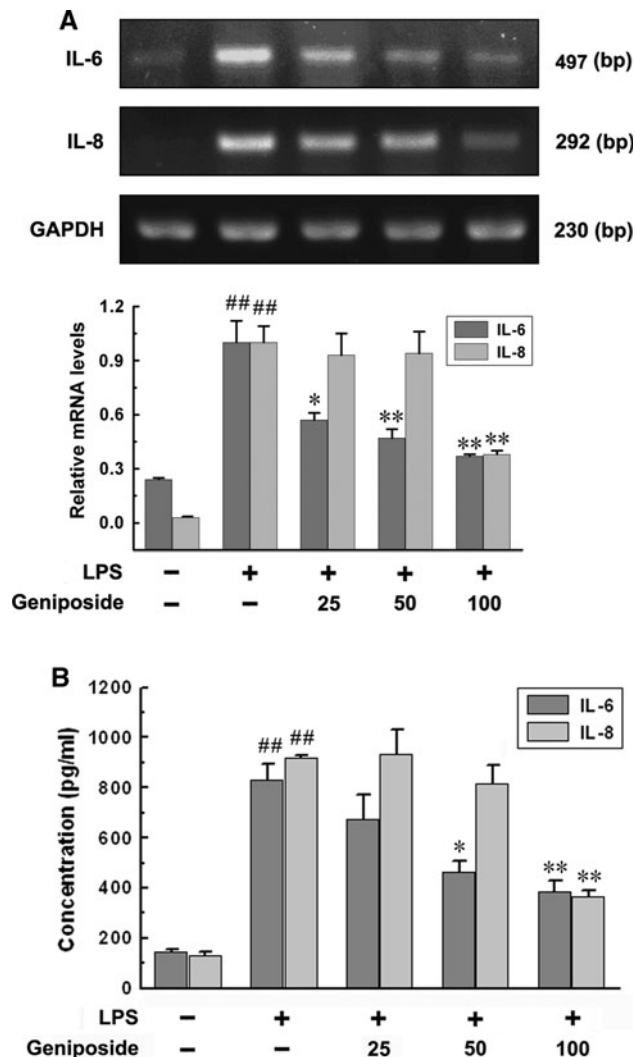 A
IL-6 497 (bp)
IL-8 292 (bp)
GAPDH 230 (bp)
Relative mRNA levels
1.2
0.9
0.6
0.3
0.0
## ##
*
**
** **
IL-6
IL-8
LPS − + + + +
Geniposide − − 25 50 100
B
Concentration (pg/ml)
1200
1000
800
600
400
200
0
## ##
*
** **
IL-6
IL-8
LPS − + + + +
Geniposide − − 25 50 100